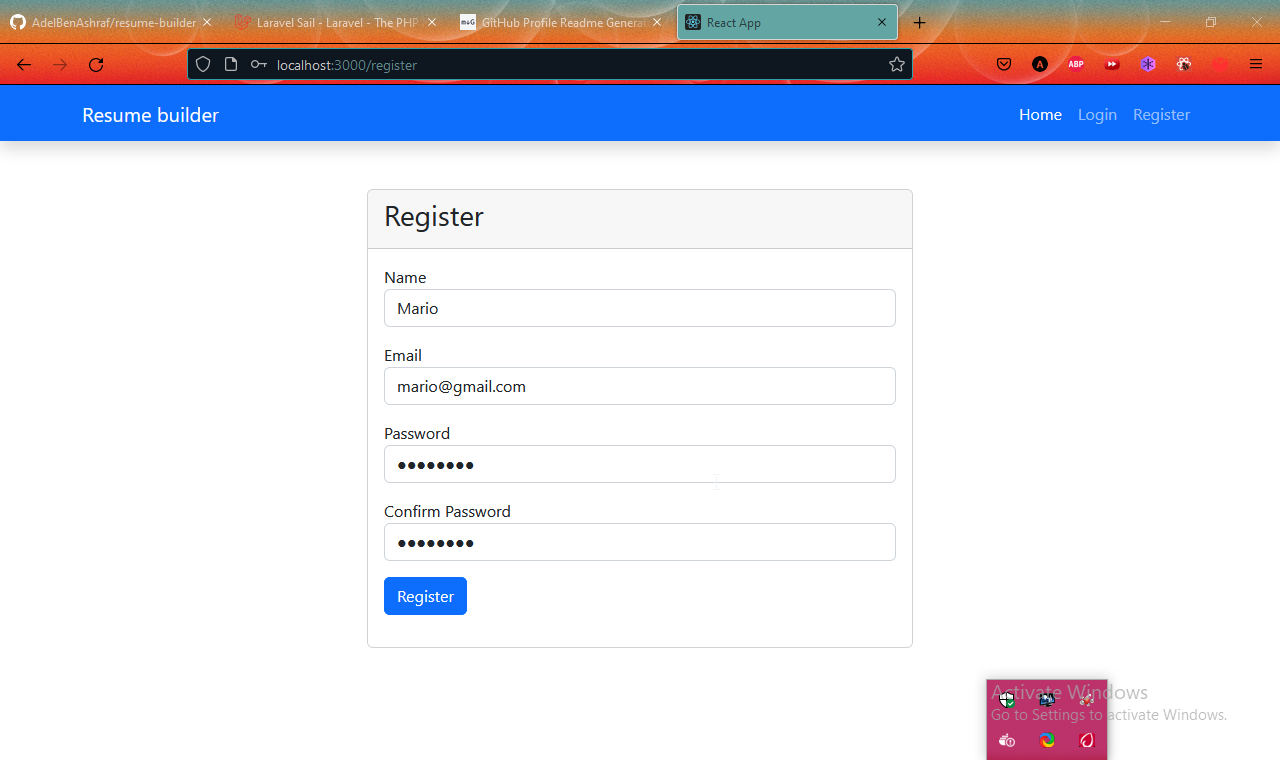 AdelBenAshraf/resume-builder
Laravel Sail - Laravel - The PHP
GitHub Profile Readme Generat
React App
localhost:3000/register
A
ABP
Resume builder
Home
Login
Register
Register
Name
Mario
Email
mario@gmail.com
Password
●●●●●●●●
Confirm Password
●●●●●●●●
Register
Activate Windows
Go to Settings to activate Windows.